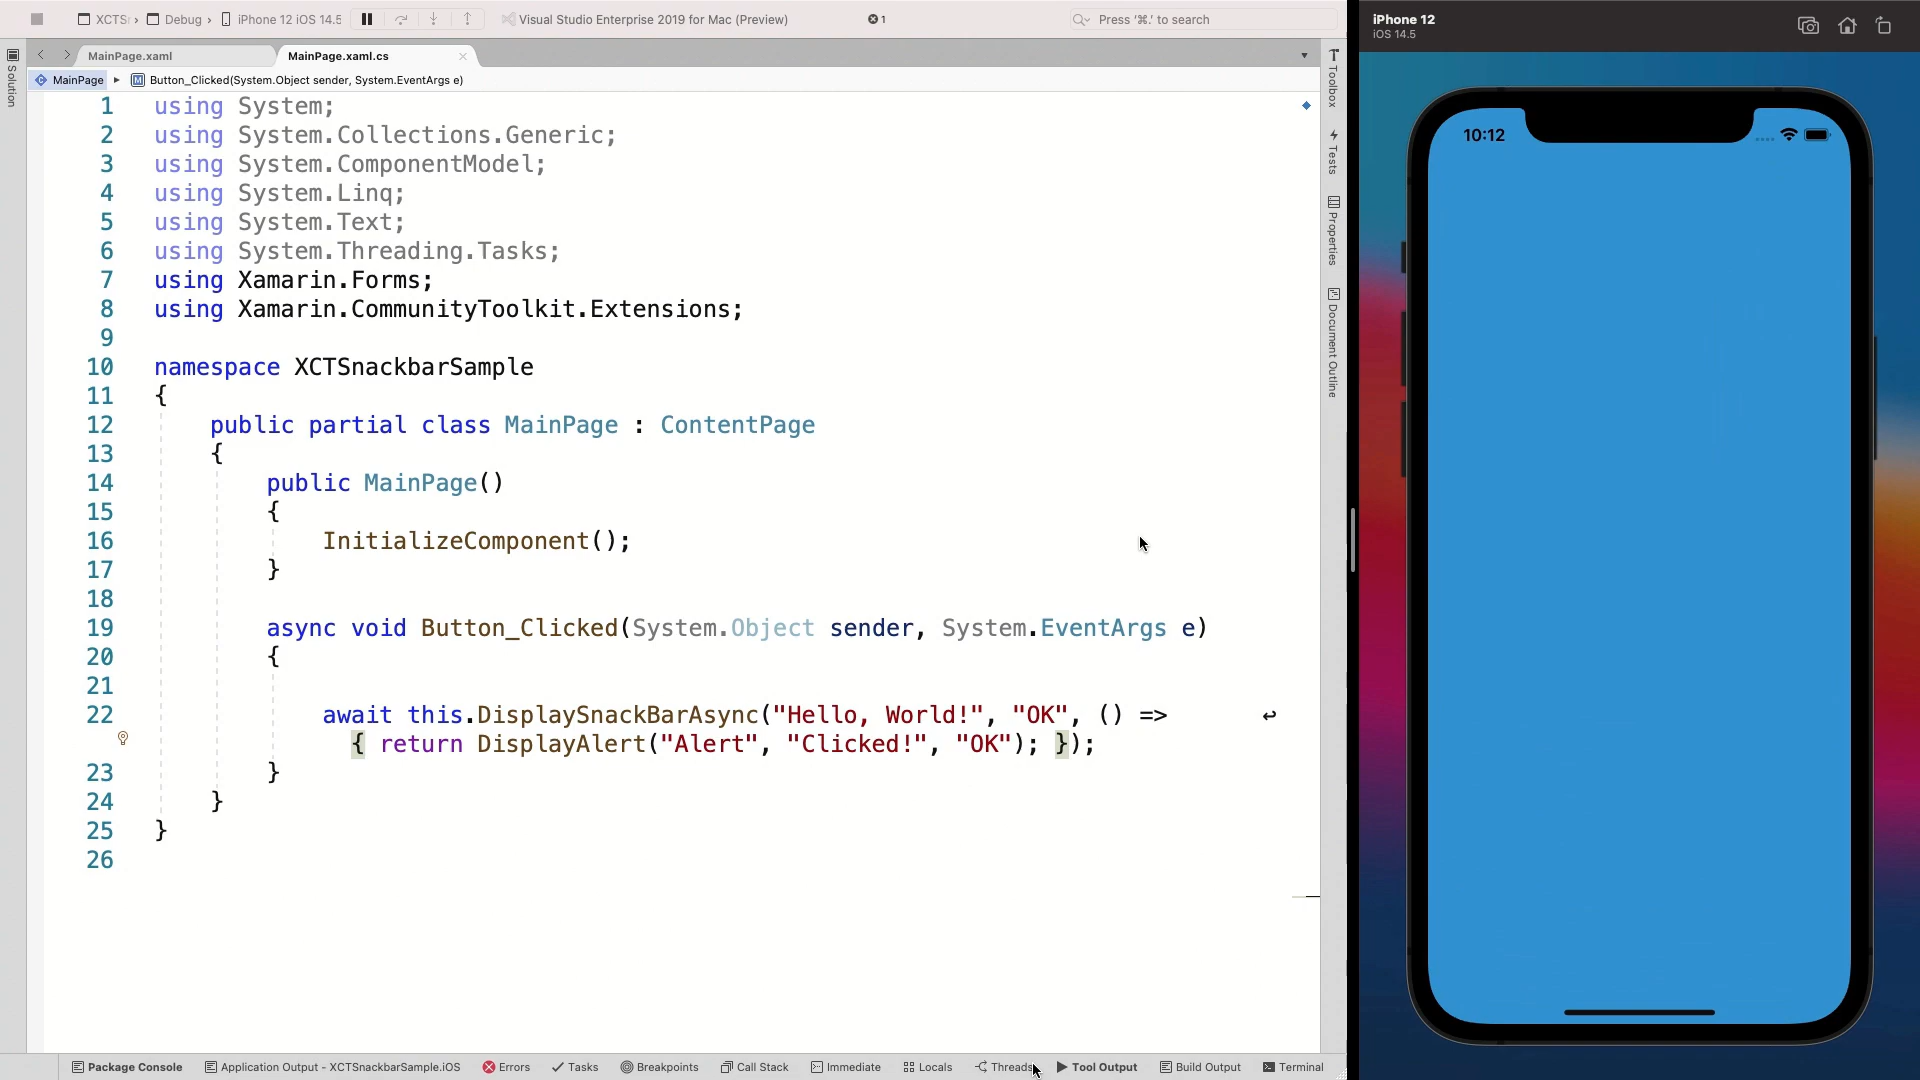 XCTS › Debug › iPhone 12 iOS 14.5 Visual Studio Enterprise 2019 for Mac (Preview) 1 Press '⌘.' to search
MainPage.xaml MainPage.xaml.cs
MainPage Button_Clicked(System.Object sender, System.EventArgs e)
Solution
1 using System;
2 using System.Collections.Generic;
3 using System.ComponentModel;
4 using System.Linq;
5 using System.Text;
6 using System.Threading.Tasks;
7 using Xamarin.Forms;
8 using Xamarin.CommunityToolkit.Extensions;
9
10 namespace XCTSnackbarSample
11 {
12 public partial class MainPage : ContentPage
13 {
14 public MainPage()
15 {
16 InitializeComponent();
17 }
18
19 async void Button_Clicked(System.Object sender, System.EventArgs e)
20 {
21
22 await this.DisplaySnackBarAsync("Hello, World!", "OK", () =>
{ return DisplayAlert("Alert", "Clicked!", "OK"); });
23 }
24 }
25 }
26
Toolbox
Tests
Properties
Document Outline
Package Console Application Output - XCTSnackbarSample.iOS Errors Tasks Breakpoints Call Stack Immediate Locals Threads Tool Output Build Output Terminal
iPhone 12
iOS 14.5
10:12